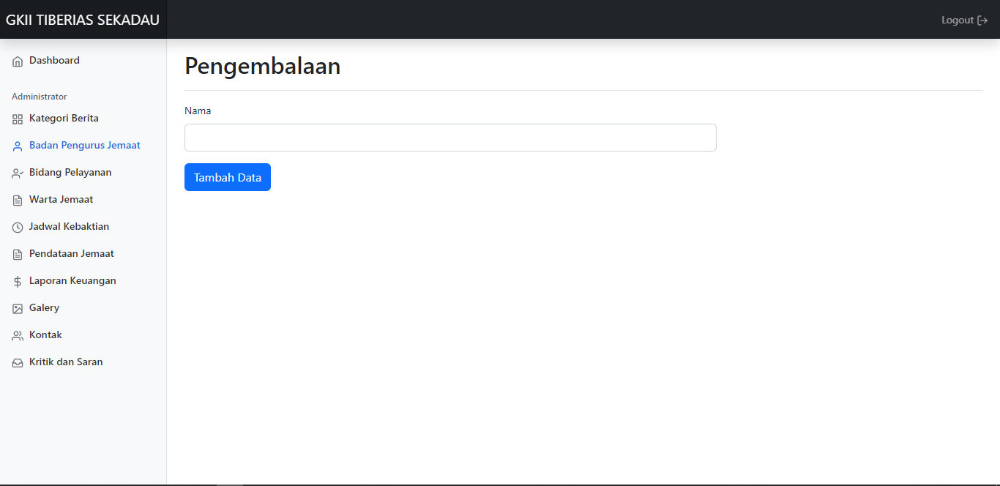 GKII TIBERIAS SEKADAU
Logout
Dashboard
Administrator
Kategori Berita
Badan Pengurus Jemaat
Bidang Pelayanan
Warta Jemaat
Jadwal Kebaktian
Pendataan Jemaat
Laporan Keuangan
Galery
Kontak
Kritik dan Saran
Pengembalaan
Nama
Tambah Data